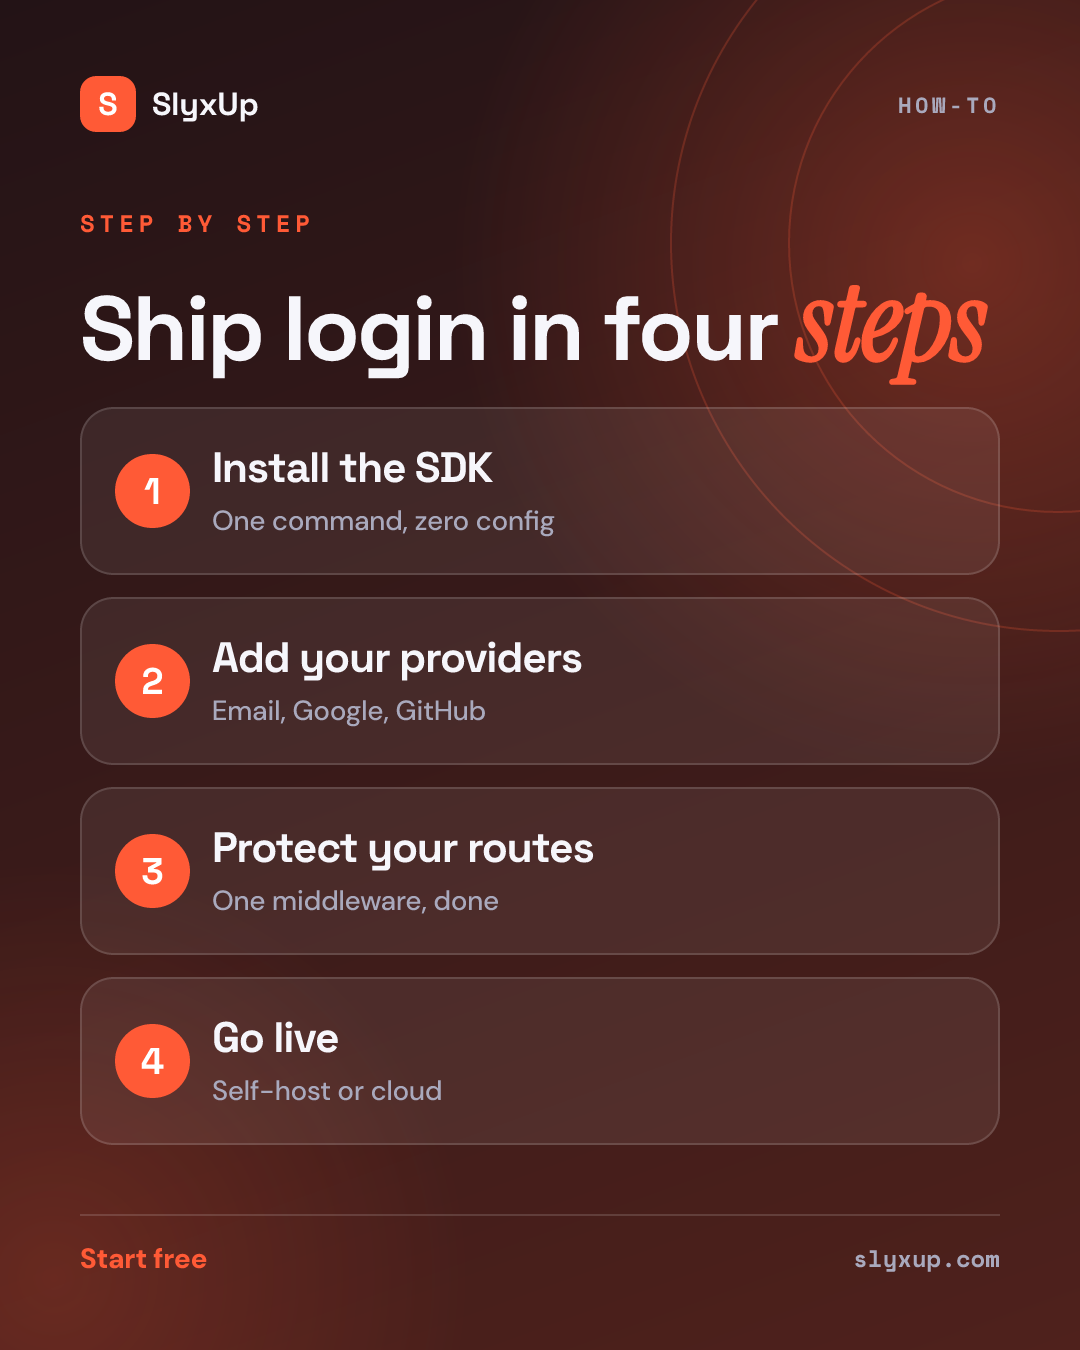 S SlyxUp
HOW-TO
STEP BY STEP
Ship login in four steps
1
Install the SDK
One command, zero config
2
Add your providers
Email, Google, GitHub
3
Protect your routes
One middleware, done
4
Go live
Self-host or cloud
Start free
slyxup.com